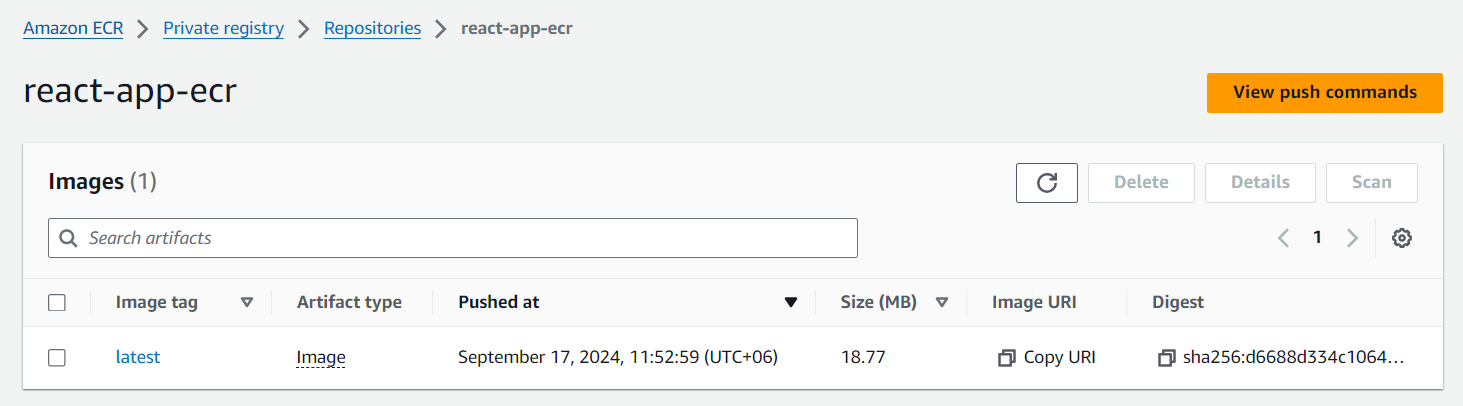 Amazon ECR > Private registry > Repositories > react-app-ecr
react-app-ecr
View push commands
Images (1)
Delete Details Scan
Search artifacts
1
Image tag Artifact type Pushed at Size (MB) Image URI Digest
latest Image September 17, 2024, 11:52:59 (UTC+06) 18.77 Copy URI sha256:d6688d334c1064...